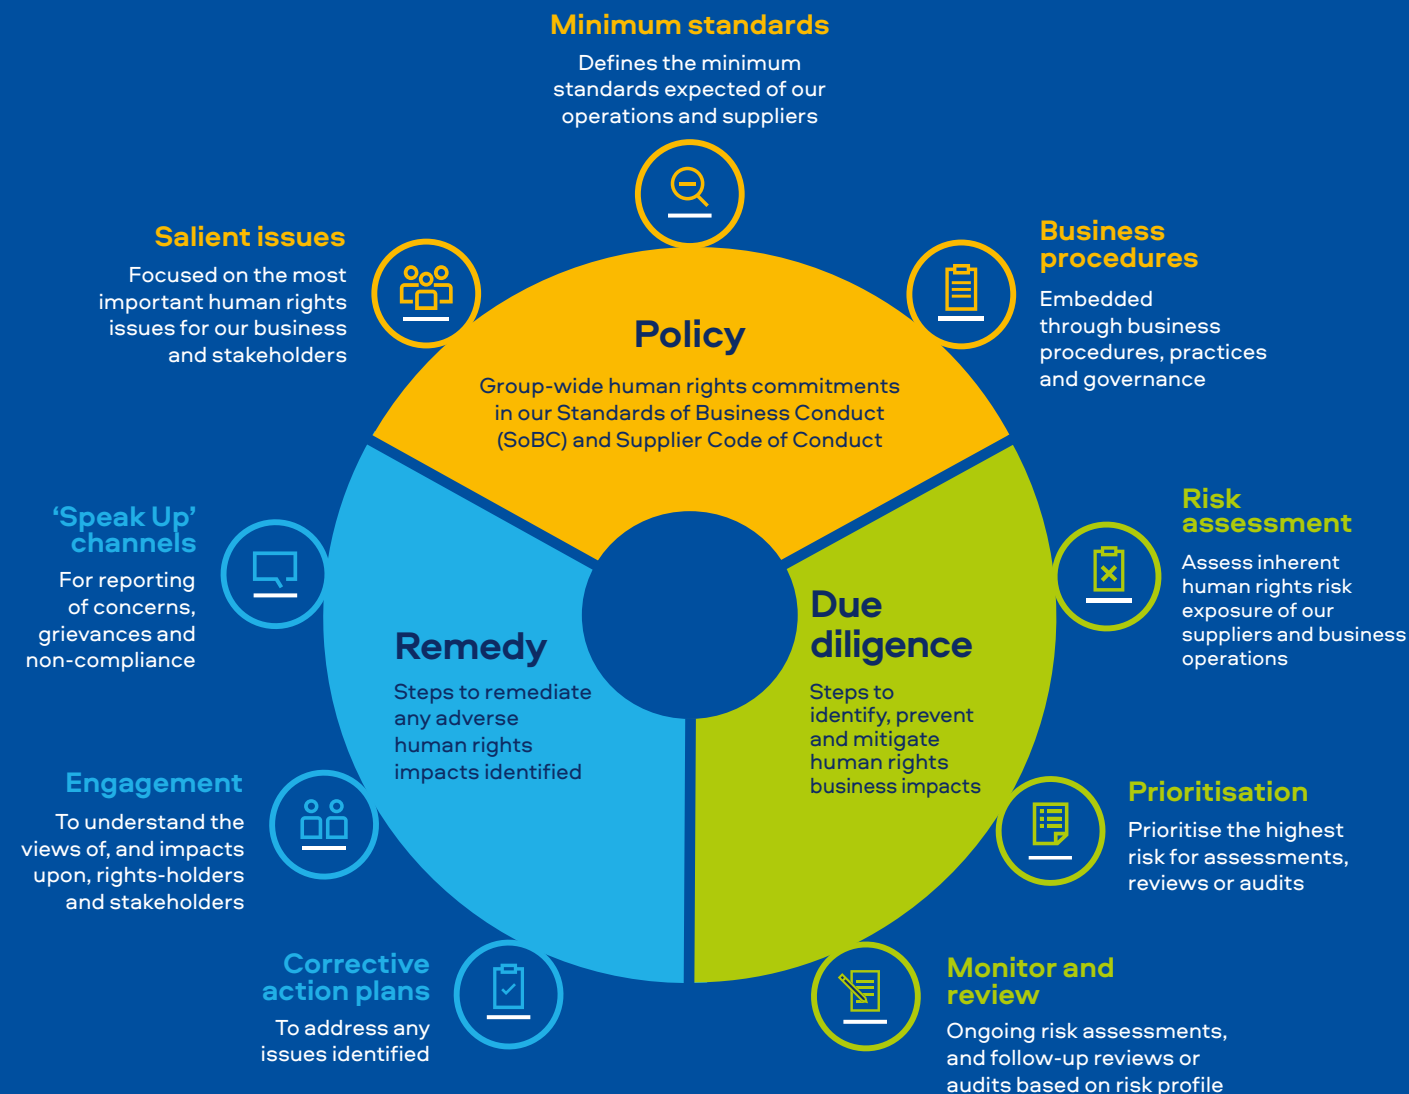 Minimum standards
Defines the minimum
standards expected of our
operations and suppliers
Salient issues
Focused on the most
important human rights
issues for our business
and stakeholders
Business
procedures
Embedded
through business
procedures, practices
and governance
Policy
Group-wide human rights commitments
in our Standards of Business Conduct
(SoBC) and Supplier Code of Conduct
‘Speak Up’
channels
For reporting
of concerns,
grievances and
non-compliance
Risk
assessment
Assess inherent
human rights risk
exposure of our
suppliers and business
operations
Remedy
Steps to remediate
any adverse
human rights
impacts identified
Due
diligence
Steps to
identify, prevent
and mitigate
human rights
business impacts
Engagement
To understand the
views of, and impacts
upon, rights-holders
and stakeholders
Prioritisation
Prioritise the highest
risk for assessments,
reviews or audits
Corrective
action plans
To address any
issues identified
Monitor and
review
Ongoing risk assessments,
and follow-up reviews or
audits based on risk profile